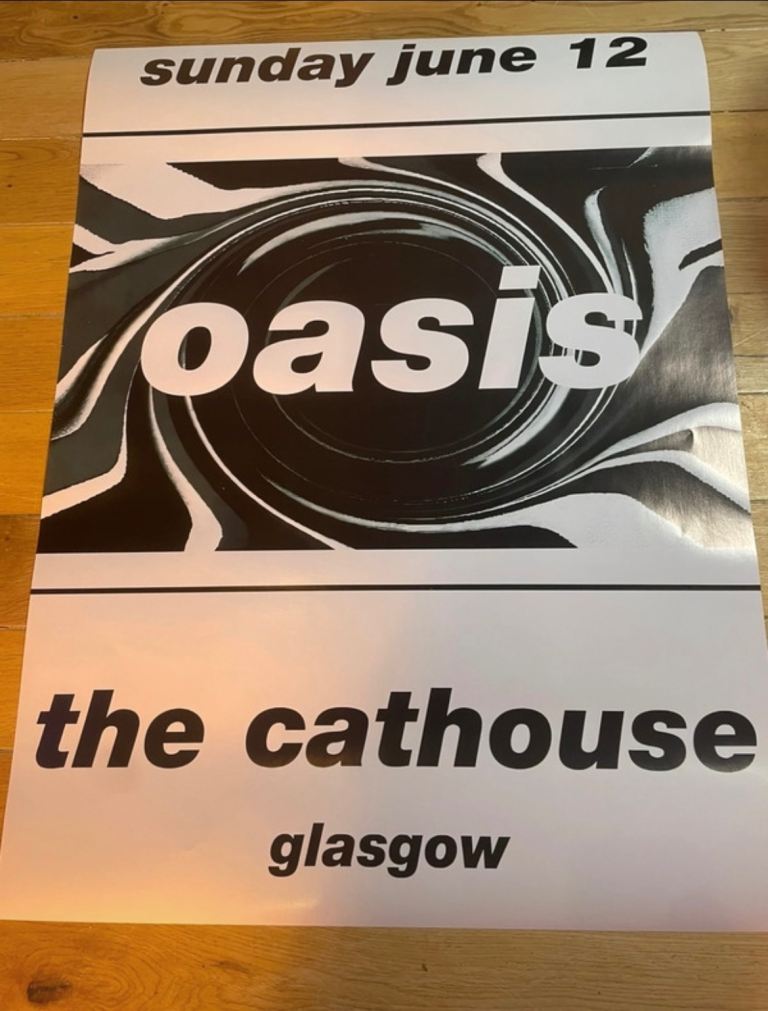 sunday june 12
oasis
the cathouse
glasgow